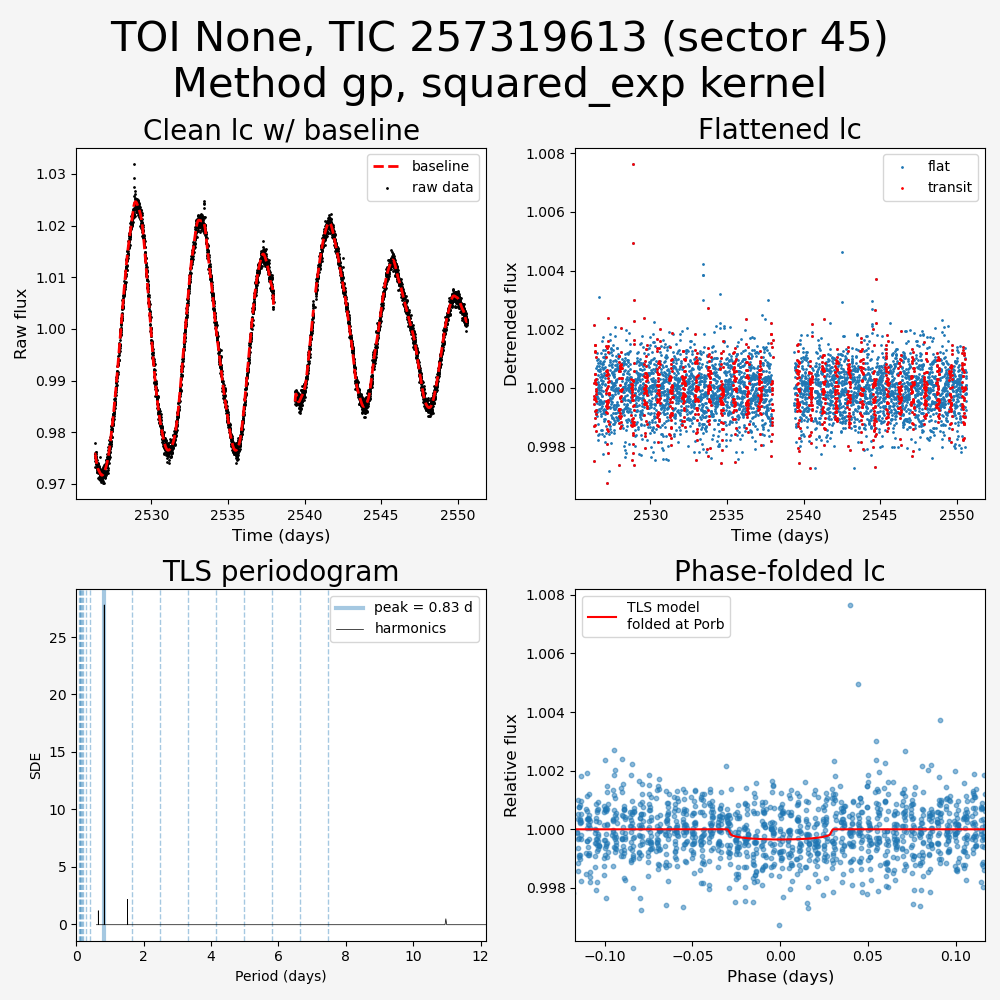 TOI None, TIC 257319613 (sector 45)
Method gp, squared_exp kernel
Clean lc w/ baseline
baseline
raw data
1.03
1.02
1.01
1.00
0.99
0.98
0.97
Raw flux
2530
2535
2540
2545
2550
Time (days)
Flattened lc
flat
transit
1.008
1.006
1.004
1.002
1.000
0.998
Detrended flux
2530
2535
2540
2545
2550
Time (days)
TLS periodogram
peak = 0.83 d
harmonics
25
20
15
10
5
0
SDE
0
2
4
6
8
10
12
Period (days)
Phase-folded lc
TLS model
folded at Porb
1.008
1.006
1.004
1.002
1.000
0.998
Relative flux
−0.10
−0.05
0.00
0.05
0.10
Phase (days)